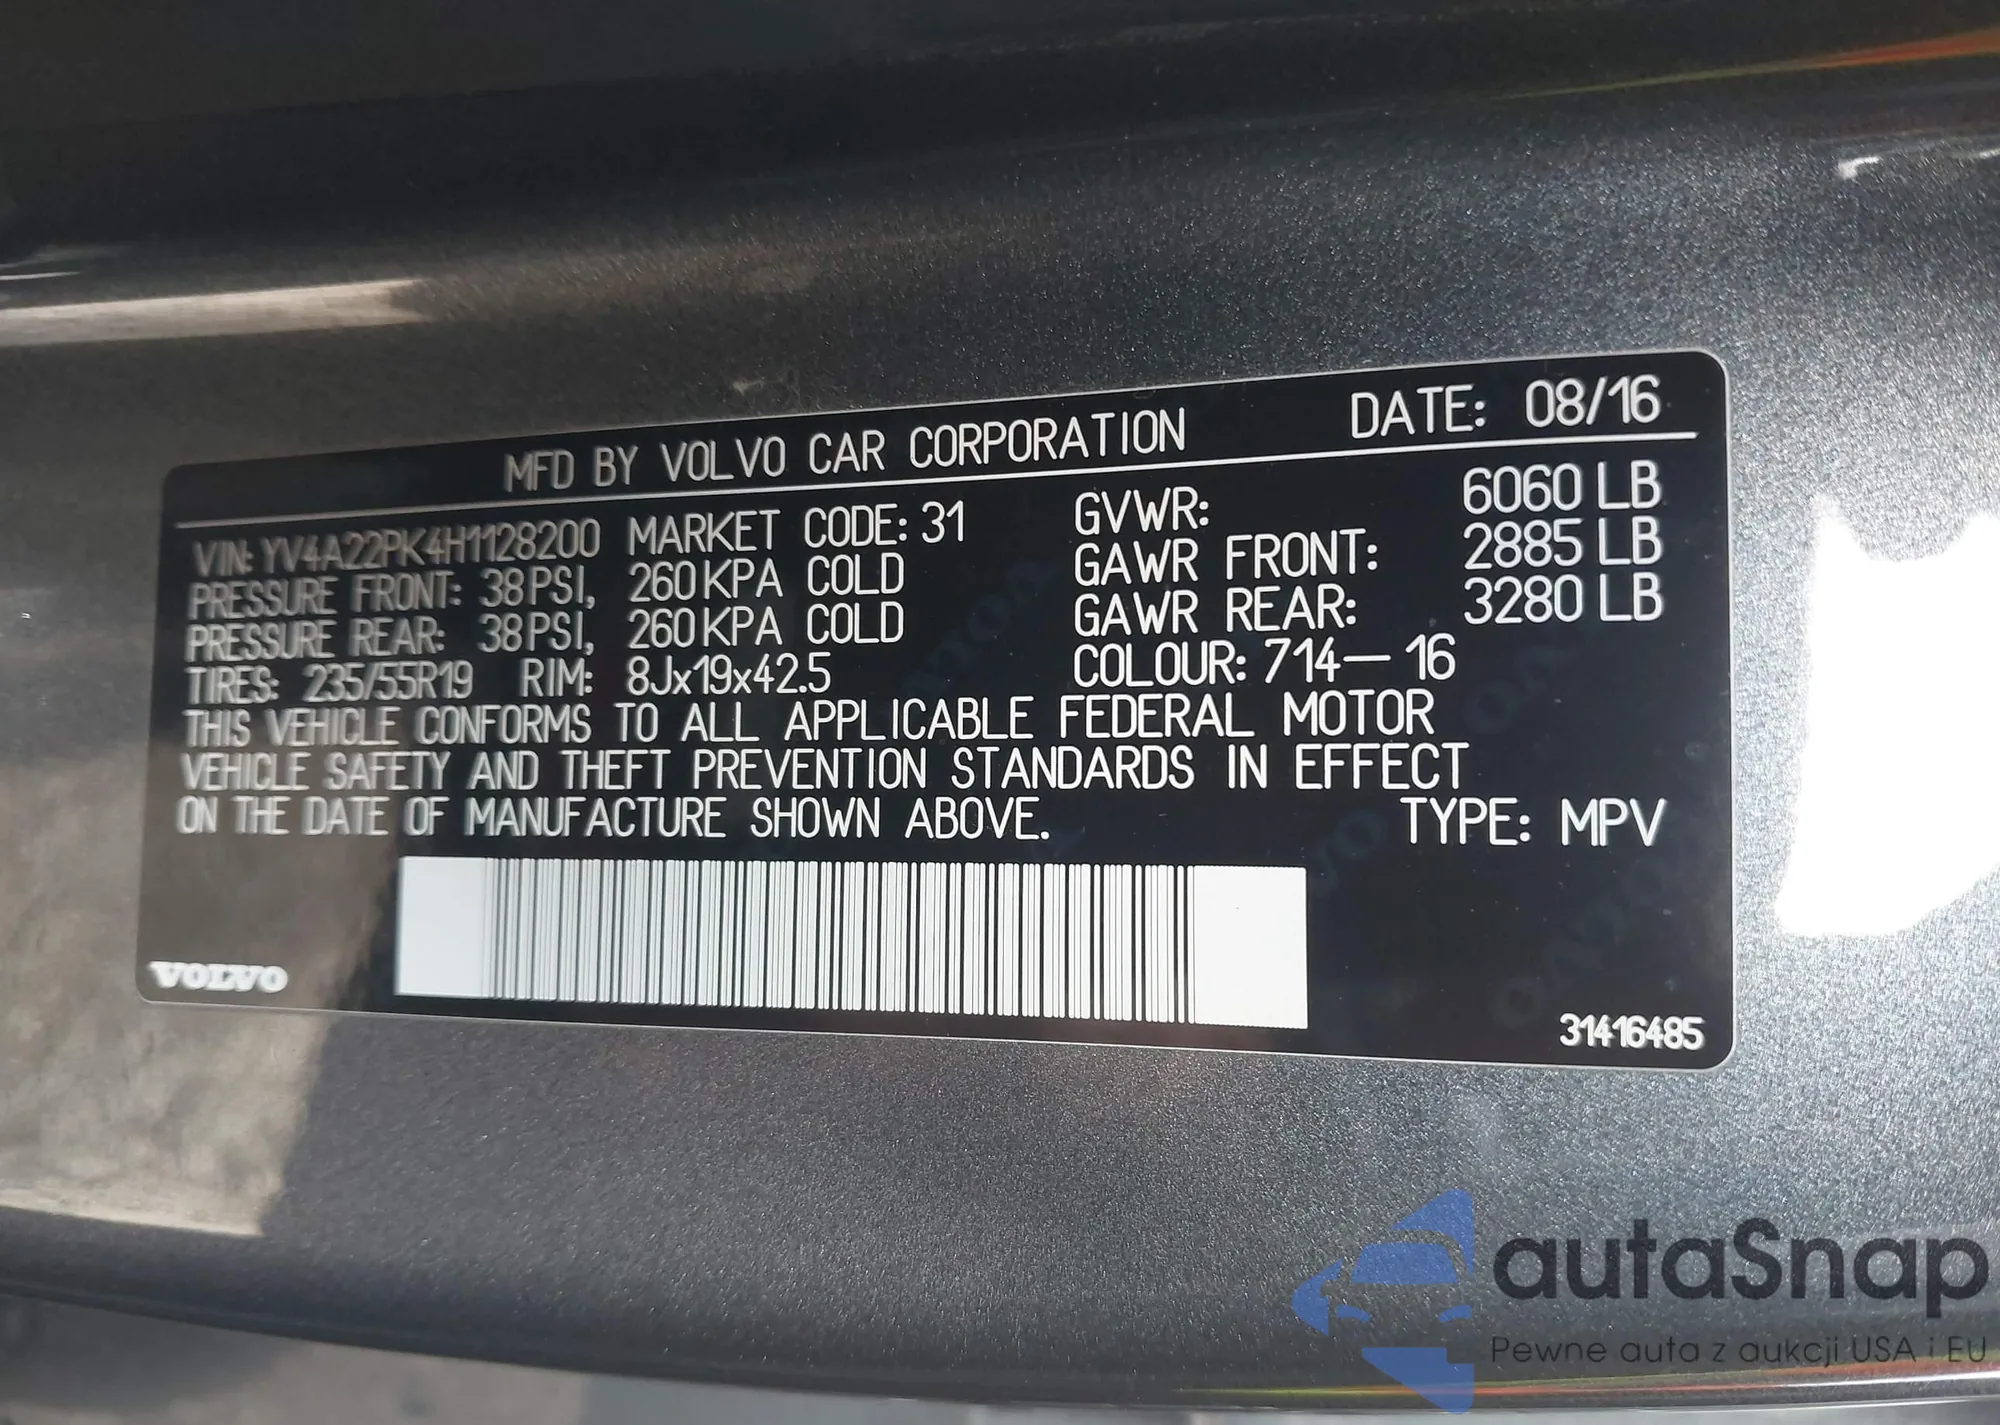 MFD BY VOLVO CAR CORPORATION DATE: 08/16
VIN: YV4A22PK4H1128200 MARKET CODE: 31 GVWR: 6060 LB
PRESSURE FRONT: 38 PSI, 260 KPA COLD GAWR FRONT: 2885 LB
PRESSURE REAR: 38 PSI, 260 KPA COLD GAWR REAR: 3280 LB
TIRES: 235/55R19 RIM: 8Jx19x42.5 COLOUR: 714-16
THIS VEHICLE CONFORMS TO ALL APPLICABLE FEDERAL MOTOR
VEHICLE SAFETY AND THEFT PREVENTION STANDARDS IN EFFECT
ON THE DATE OF MANUFACTURE SHOWN ABOVE. TYPE: MPV
VOLVO
31416485
autaSnap
Pewne auta z aukcji USA i EU